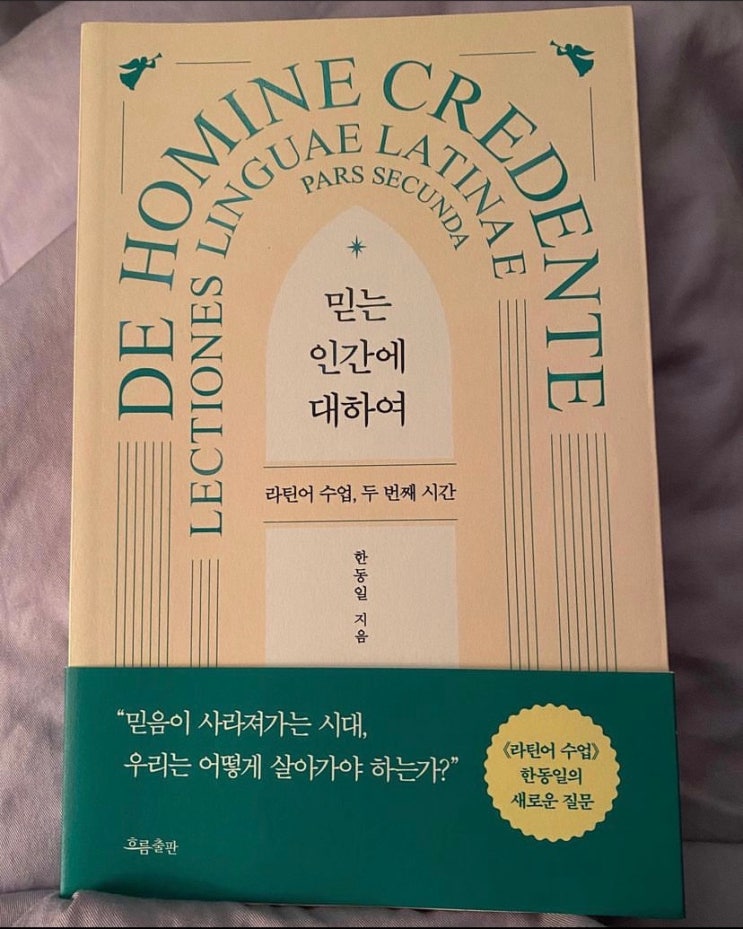 DE HOMINE CREDENTE
LECTIONES LINGUAE LATINAE
PARS SECUNDA
믿는
인간에
대하여
라틴어 수업, 두 번째 시간
한동일 지음
“믿음이 사라져가는 시대,
우리는 어떻게 살아가야 하는가?”
《라틴어 수업》
한동일의
새로운 질문
흐름출판